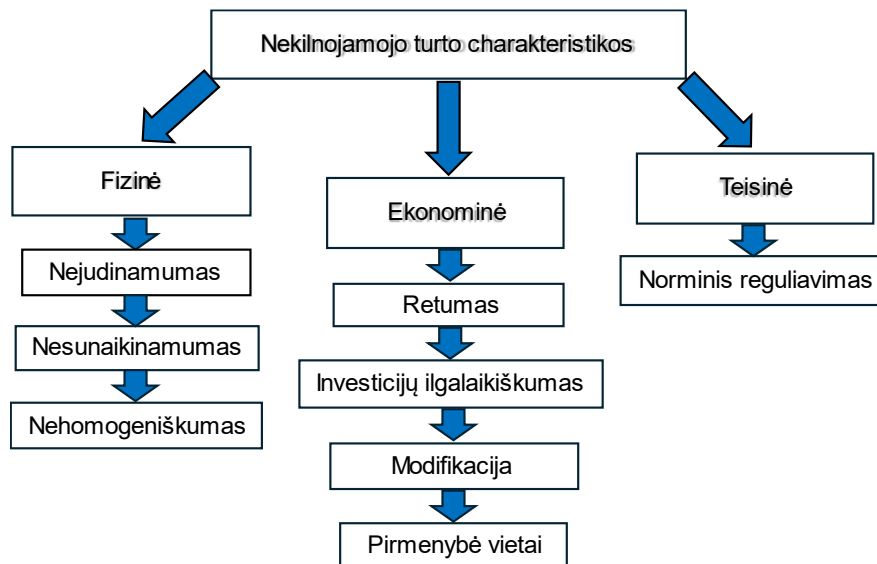 Nekilnojamojo turto charakteristikos
Fizinė
Nejudinamumas
Nesunaikinamumas
Nehomogeniškumas
Ekonominė
Retumas
Investicijų ilgalaikiškumas
Modifikacija
Pirmenybė vietai
Teisinė
Norminis reguliavimas